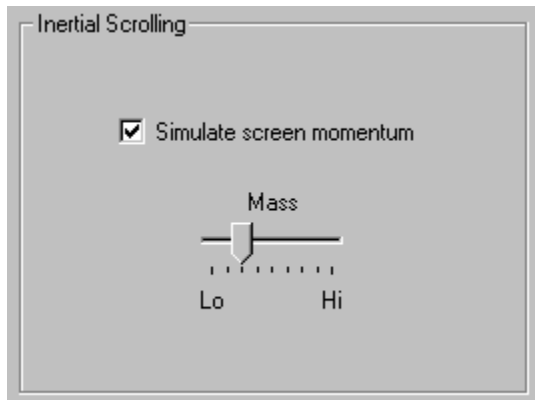 Inertial Scrolling
Simulate screen momentum
Mass
Lo Hi